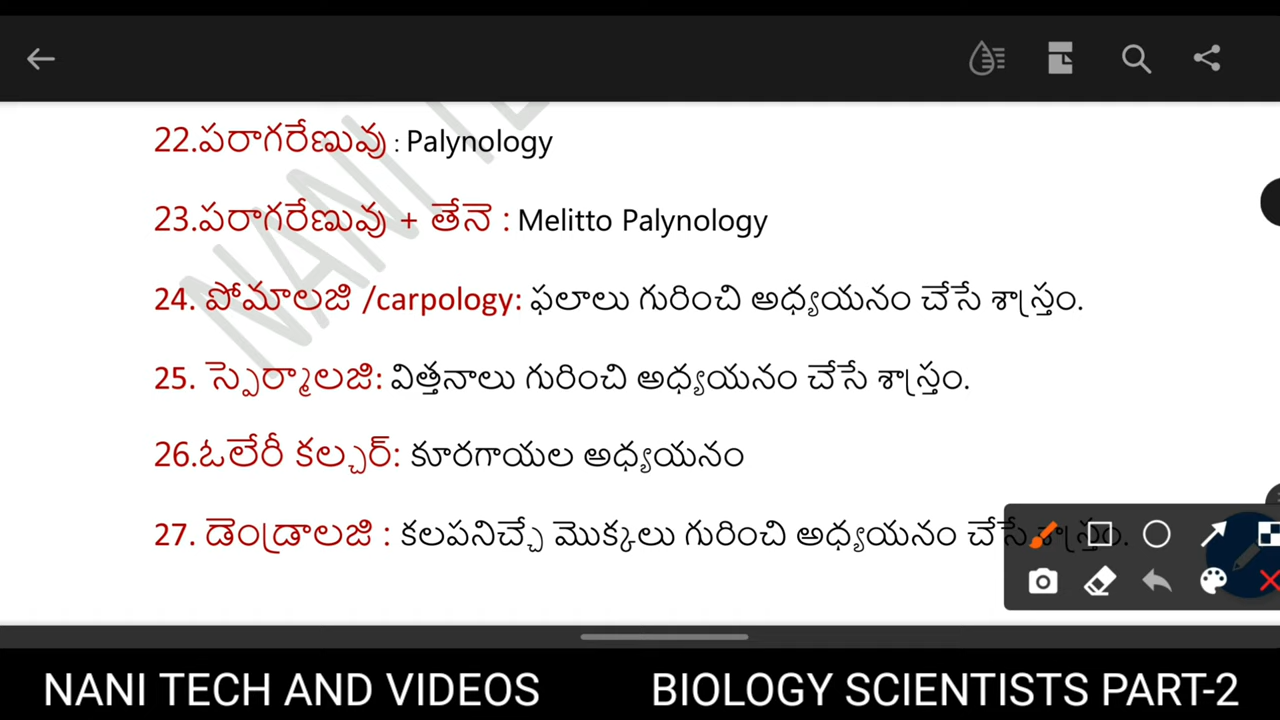 22.పరాగరేణువు : Palynology
23.పరాగరేణువు + తేనె : Melitto Palynology
24. పోమాలజి /carpology: ఫలాలు గురించి అధ్యయనం చేసే శాస్త్రం.
25. స్పెర్మాలజి: విత్తనాలు గురించి అధ్యయనం చేసే శాస్త్రం.
26.ఓలేరీ కల్చర్: కూరగాయల అధ్యయనం
27. డెండ్రాలజి : కలపనిచ్చే మొక్కలు గురించి అధ్యయనం చేసే శాస్త్రం.
NANI TE
NANI TECH AND VIDEOS BIOLOGY SCIENTISTS PART-2